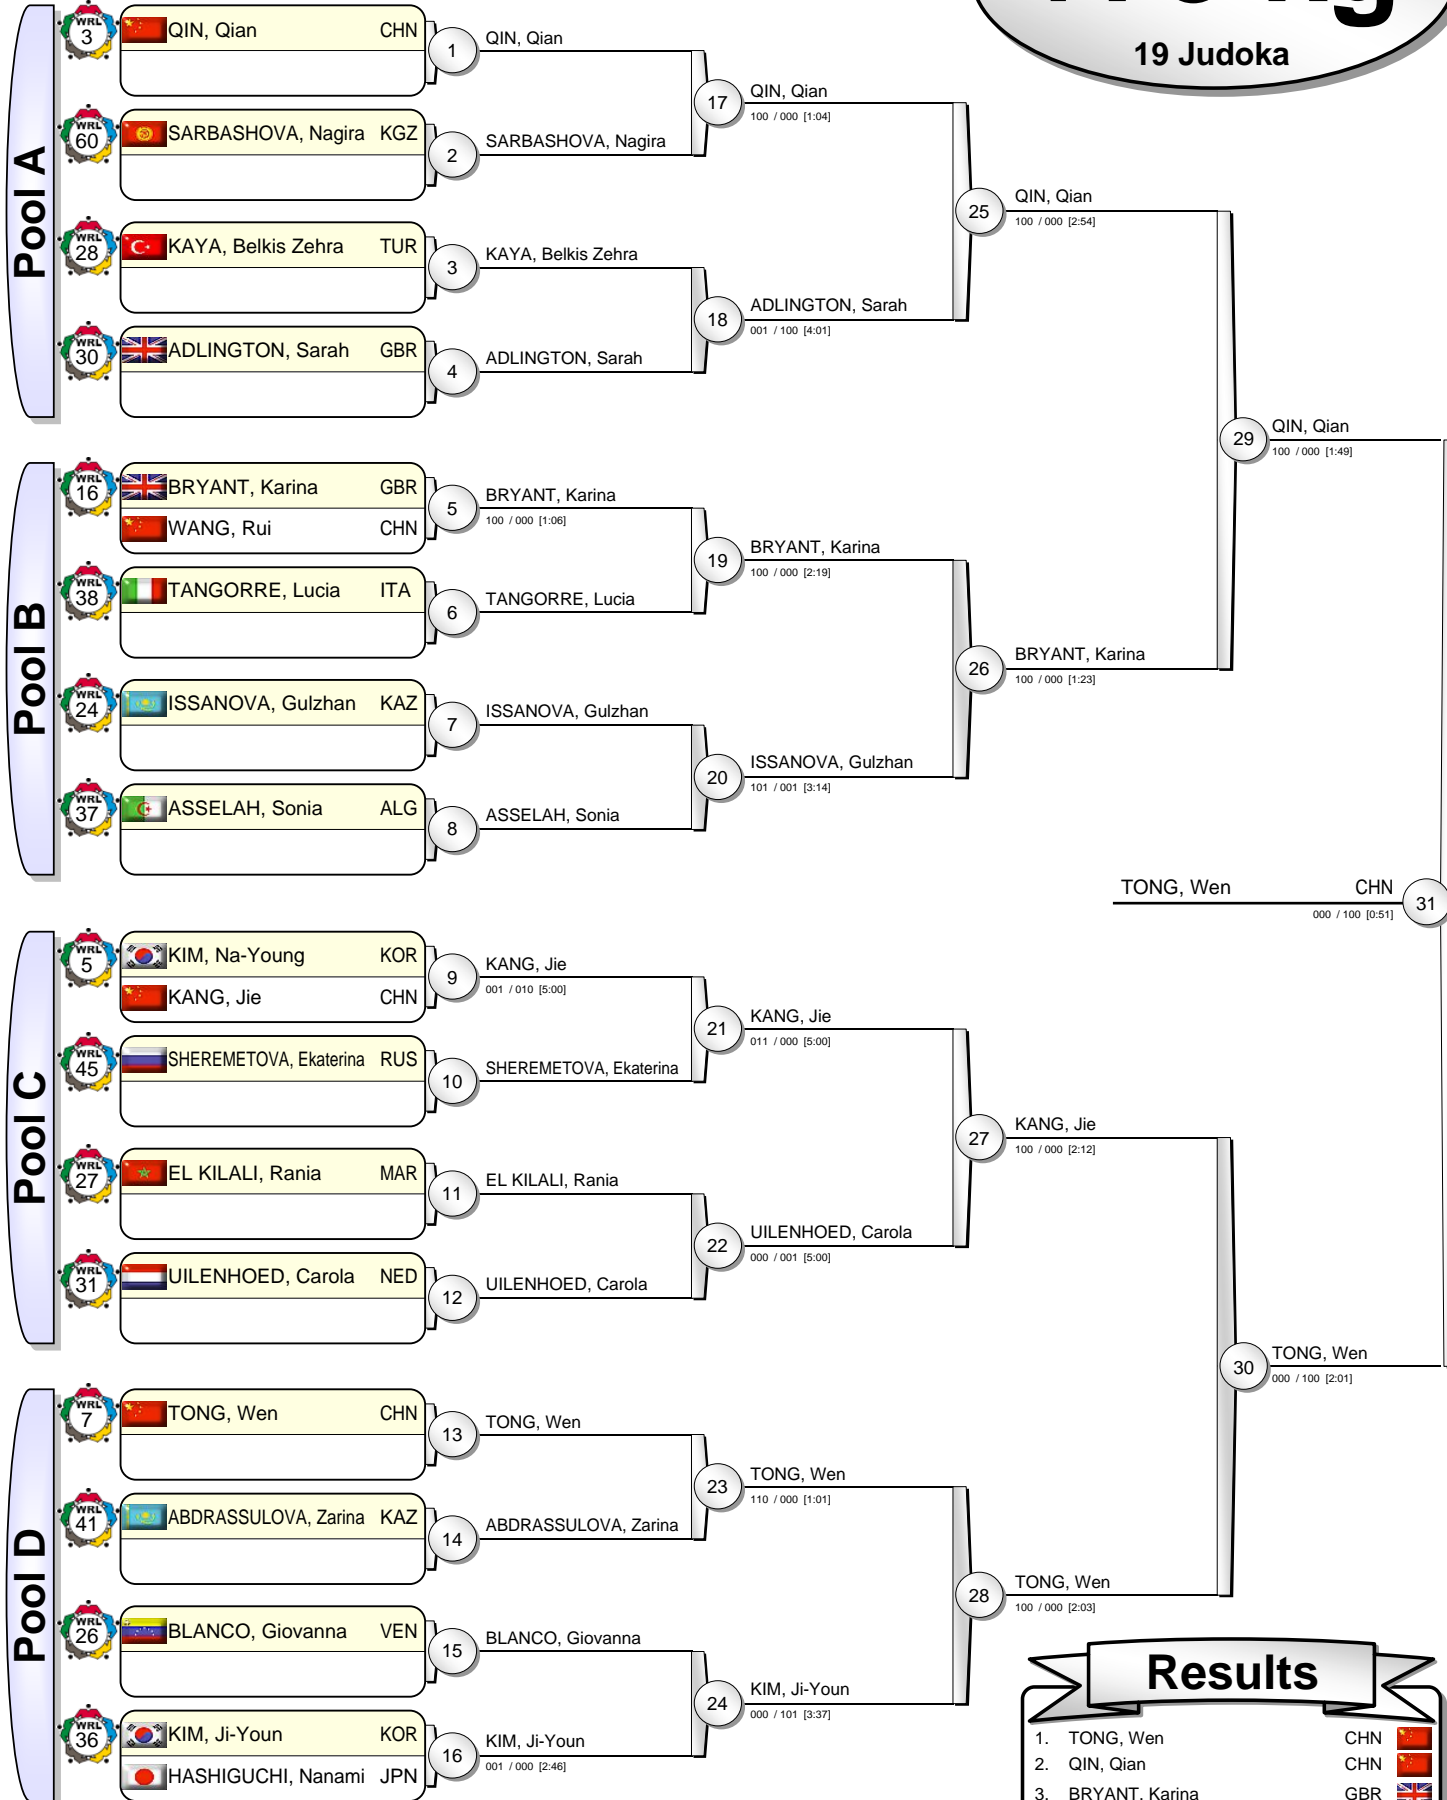 19 Judoka
Pool A
WRL 3 QIN, Qian CHN
1 QIN, Qian
WRL 60 SARBASHOVA, Nagira KGZ
2 SARBASHOVA, Nagira
17 QIN, Qian
100 / 000 [1:04]
WRL 28 KAYA, Belkis Zehra TUR
3 KAYA, Belkis Zehra
WRL 30 ADLINGTON, Sarah GBR
4 ADLINGTON, Sarah
18 ADLINGTON, Sarah
001 / 100 [4:01]
25 QIN, Qian
100 / 000 [2:54]
Pool B
WRL 16 BRYANT, Karina GBR
WANG, Rui CHN
5 BRYANT, Karina
100 / 000 [1:06]
WRL 38 TANGORRE, Lucia ITA
6 TANGORRE, Lucia
19 BRYANT, Karina
100 / 000 [2:19]
WRL 24 ISSANOVA, Gulzhan KAZ
7 ISSANOVA, Gulzhan
WRL 37 ASSELAH, Sonia ALG
8 ASSELAH, Sonia
20 ISSANOVA, Gulzhan
101 / 001 [3:14]
26 BRYANT, Karina
100 / 000 [1:23]
29 QIN, Qian
100 / 000 [1:49]
TONG, Wen CHN 31
000 / 100 [0:51]
Pool C
WRL 5 KIM, Na-Young KOR
KANG, Jie CHN
9 KANG, Jie
001 / 010 [5:00]
WRL 45 SHEREMETOVA, Ekaterina RUS
10 SHEREMETOVA, Ekaterina
21 KANG, Jie
011 / 000 [5:00]
WRL 27 EL KILALI, Rania MAR
11 EL KILALI, Rania
WRL 31 UILENHOED, Carola NED
12 UILENHOED, Carola
22 UILENHOED, Carola
000 / 001 [5:00]
27 KANG, Jie
100 / 000 [2:12]
Pool D
WRL 7 TONG, Wen CHN
13 TONG, Wen
WRL 41 ABDRASSULOVA, Zarina KAZ
14 ABDRASSULOVA, Zarina
23 TONG, Wen
110 / 000 [1:01]
WRL 26 BLANCO, Giovanna VEN
15 BLANCO, Giovanna
WRL 36 KIM, Ji-Youn KOR
HASHIGUCHI, Nanami JPN
16 KIM, Ji-Youn
001 / 000 [2:46]
24 KIM, Ji-Youn
000 / 101 [3:37]
28 TONG, Wen
100 / 000 [2:03]
30 TONG, Wen
000 / 100 [2:01]
Results
1. TONG, Wen CHN
2. QIN, Qian CHN
3. BRYANT, Karina GBR